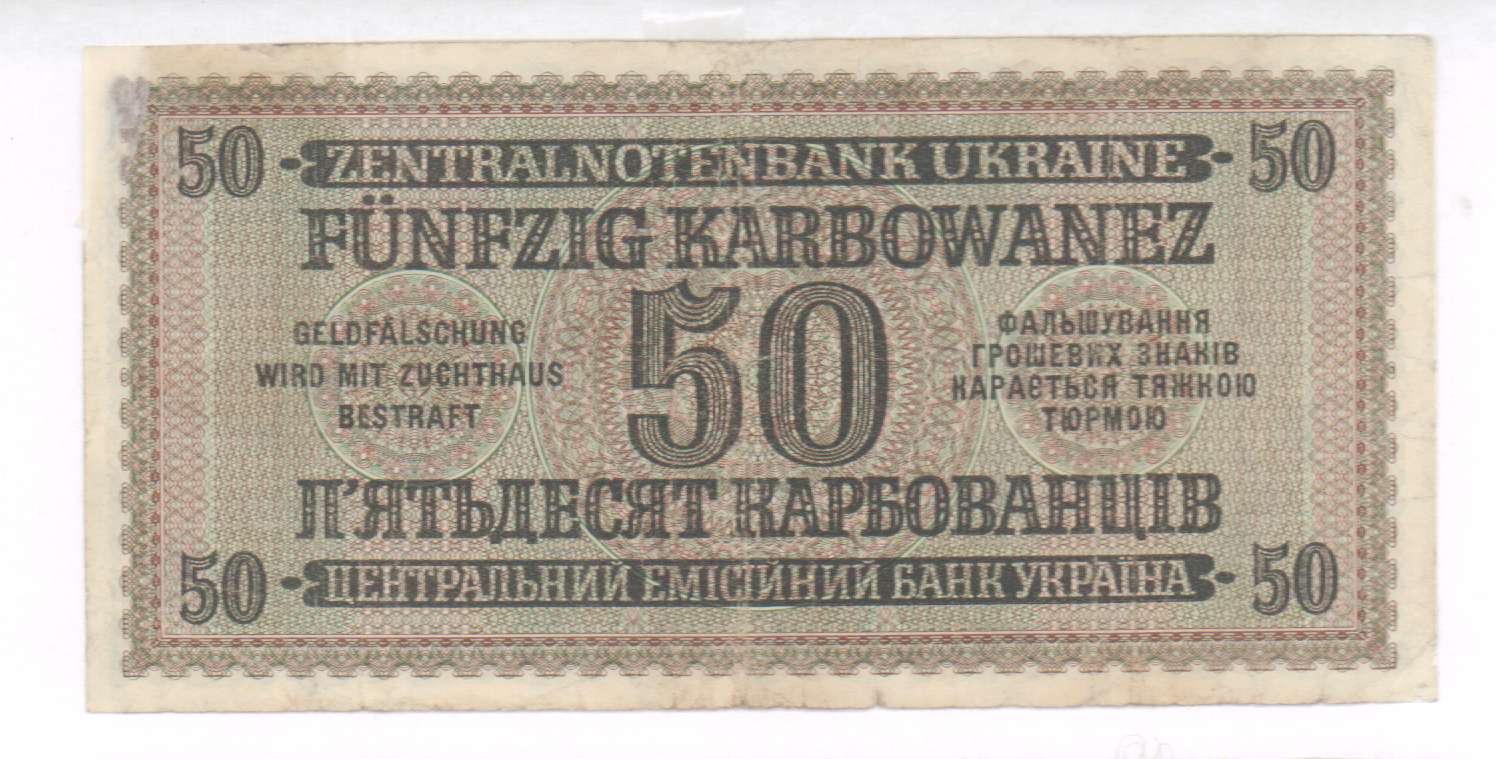 50 ZENTRALNOTENBANK UKRAINE 50
FÜNFZIG KARBOWANEZ
GELDFÄLSCHUNG
WIRD MIT ZUCHTHAUS
BESTRAFT
50
ФАЛЬШУВАННЯ
ГРОШЕВИХ ЗНАКІВ
КАРАЄТЬСЯ ТЯЖКОЮ
ТЮРМОЮ
П'ЯТЬДЕСЯТ КАРБОВАНЦІВ
50 ЦЕНТРАЛЬНИЙ ЕМІСІЙНИЙ БАНК УКРАЇНА 50